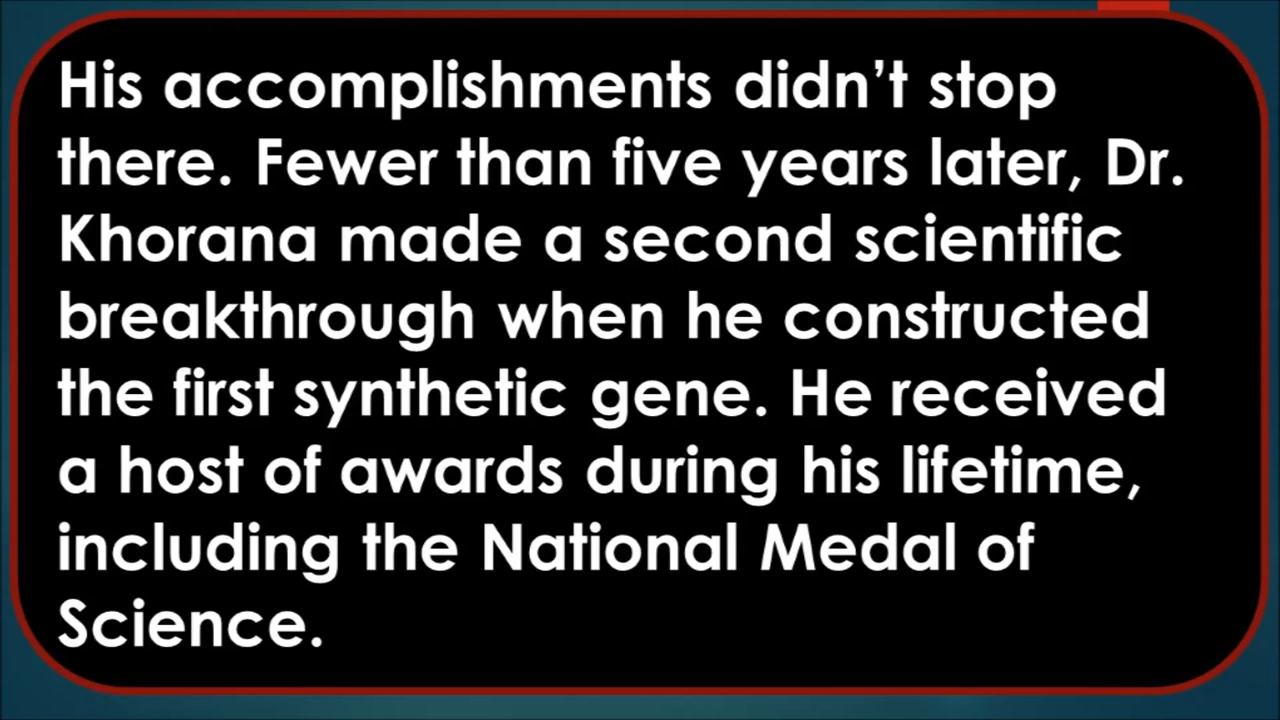 His accomplishments didn’t stop
there. Fewer than five years later, Dr.
Khorana made a second scientific
breakthrough when he constructed
the first synthetic gene. He received
a host of awards during his lifetime,
including the National Medal of
Science.